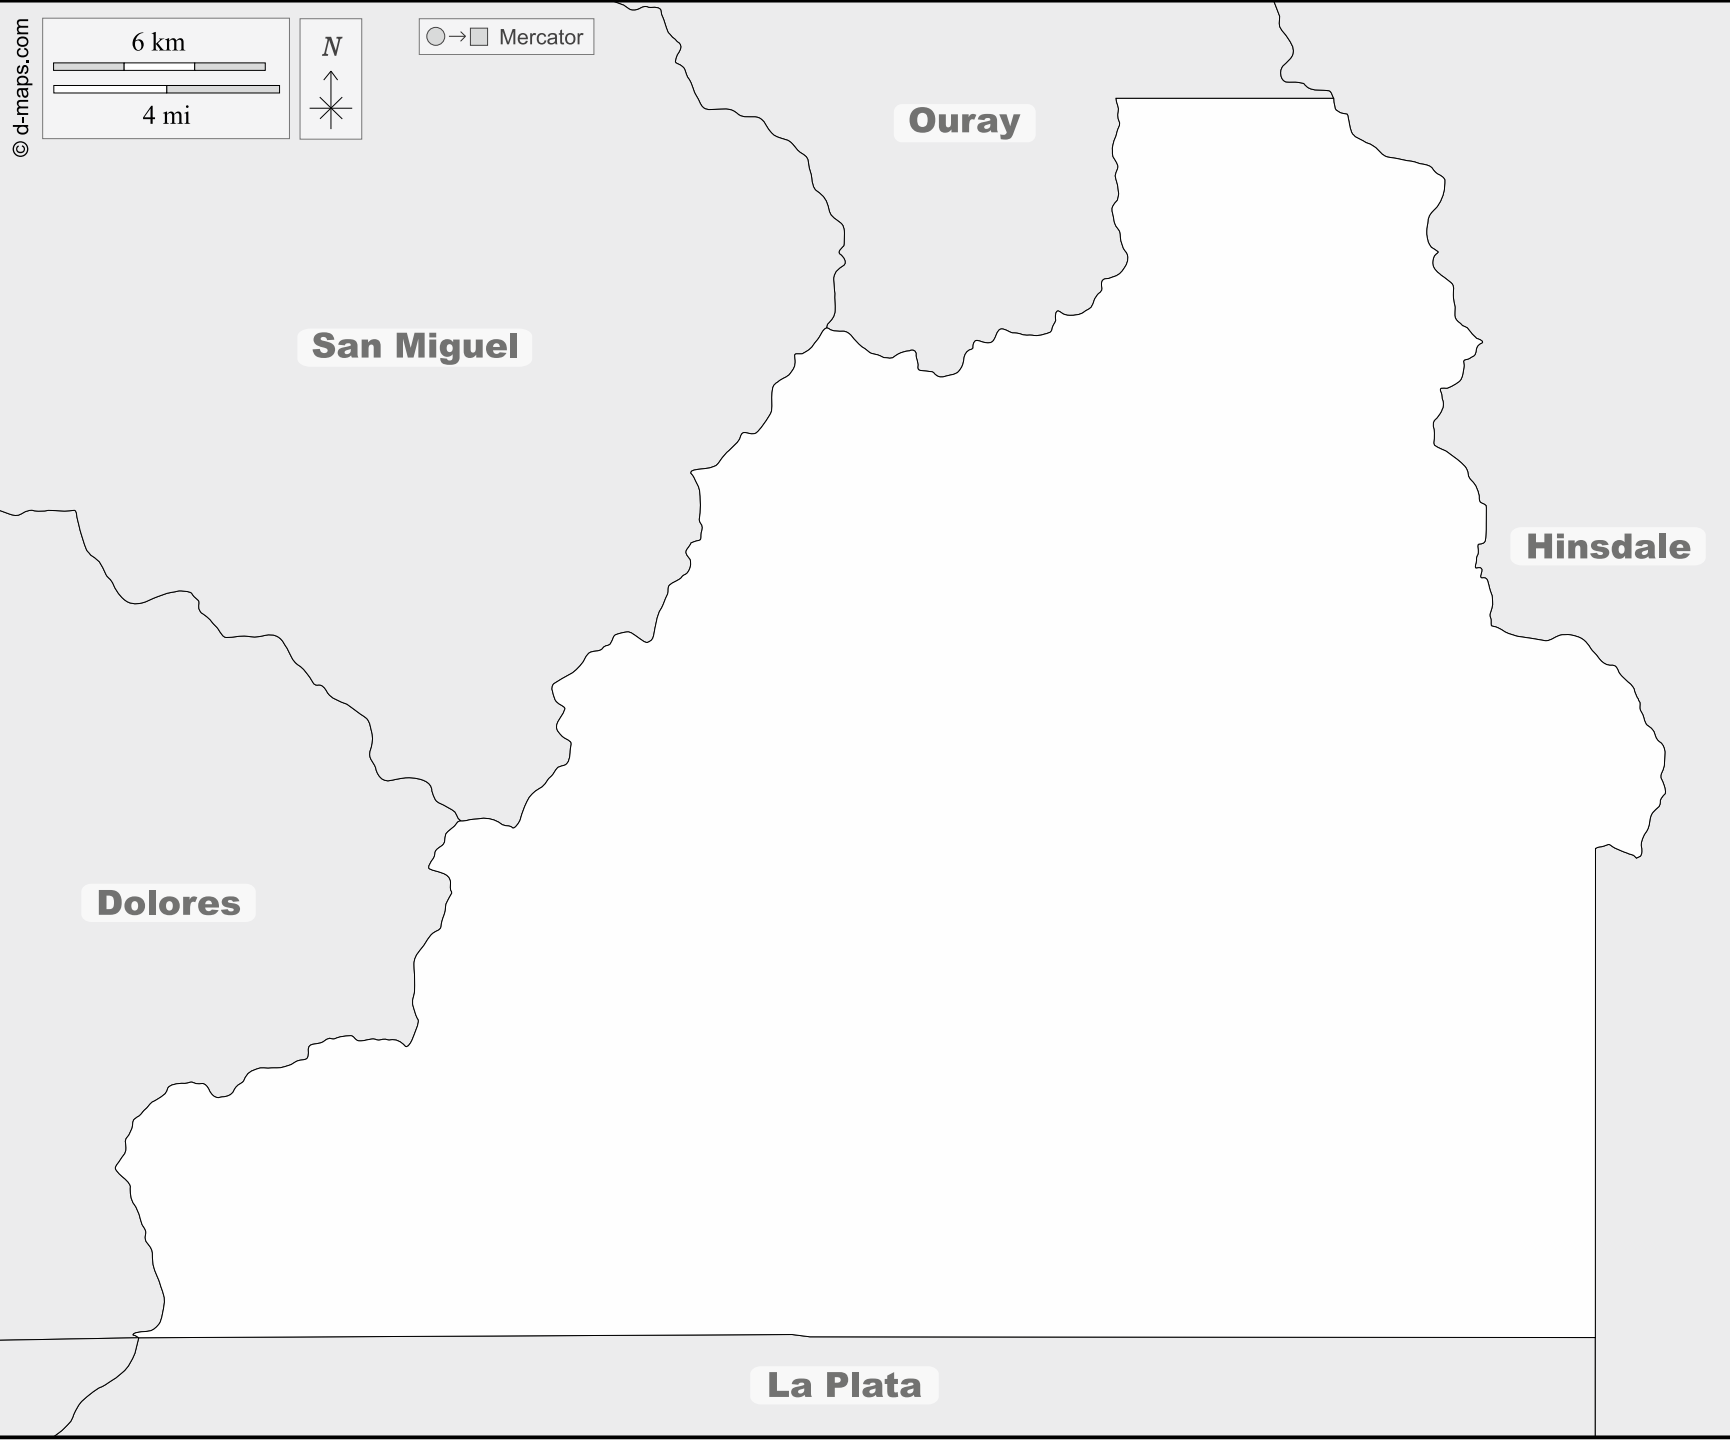 © d-maps.com
6 km
4 mi
N
Mercator
Ouray
San Miguel
Hinsdale
Dolores
La Plata